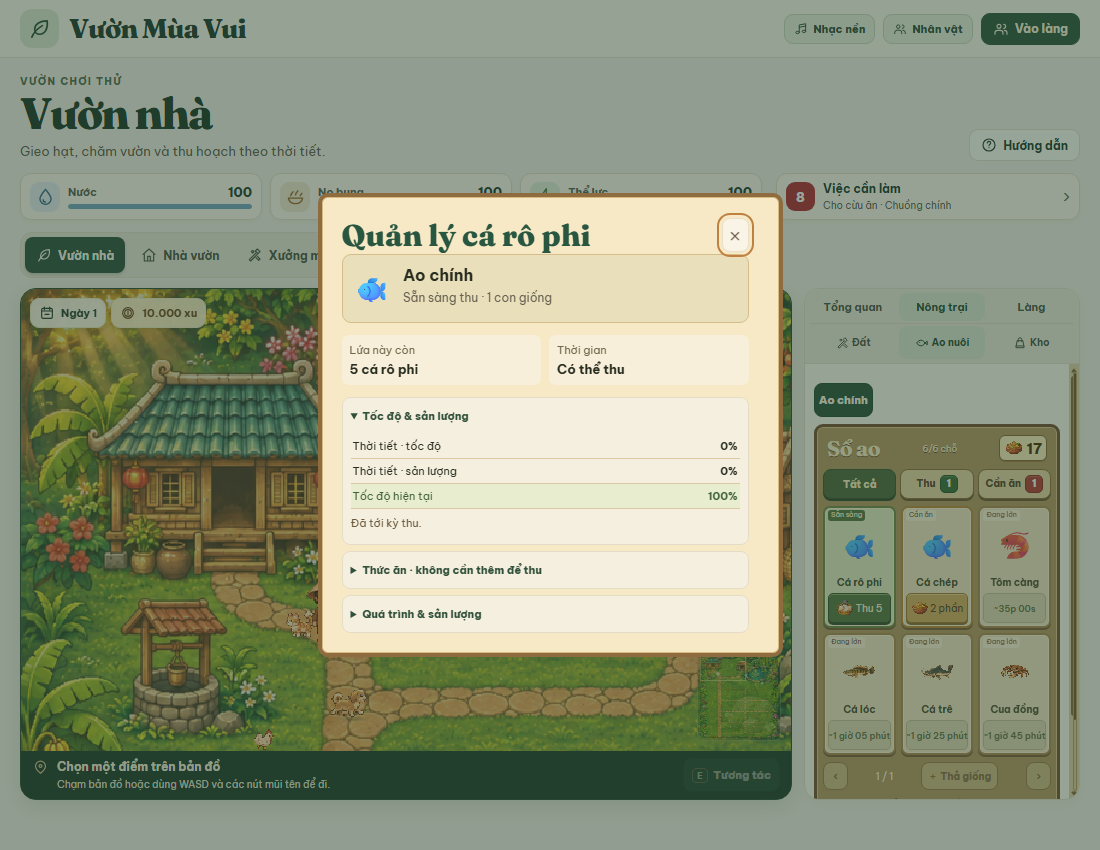 Vườn Mùa Vui
Nhạc nền
Nhân vật
Vào làng
VƯỜN CHƠI THỬ
Vườn nhà
Gieo hạt, chăm vườn và thu hoạch theo thời tiết.
Hướng dẫn
Nước 100
No bụng 100
Thể lực 100
8
Việc cần làm
Cho cừu ăn · Chuồng chính
Vườn nhà
Nhà vườn
Xưởng
Ngày 1
10.000 xu
Quản lý cá rô phi
Ao chính
Sẵn sàng thu · 1 con giống
Lứa này còn
5 cá rô phi
Thời gian
Có thể thu
Tốc độ & sản lượng
Thời tiết · tốc độ 0%
Thời tiết · sản lượng 0%
Tốc độ hiện tại 100%
Đã tới kỳ thu.
Thức ăn · không cần thêm để thu
Quá trình & sản lượng
Chọn một điểm trên bản đồ
Chạm bản đồ hoặc dùng WASD và các nút mũi tên để đi.
E Tương tác
Tổng quan
Nông trại
Làng
Đất
Ao nuôi
Kho
Ao chính
Sổ ao
6/6 chỗ
17
Tất cả
Thu 1
Cần ăn 1
Sẵn sàng
Cá rô phi
Thu 5
Cần ăn
Cá chép
2 phần
Đang lớn
Tôm càng
~35p 00s
Đang lớn
Cá lóc
~1 giờ 05 phút
Đang lớn
Cá trê
~1 giờ 25 phút
Đang lớn
Cua đồng
~1 giờ 45 phút
‹
1/1
+ Thả giống
›